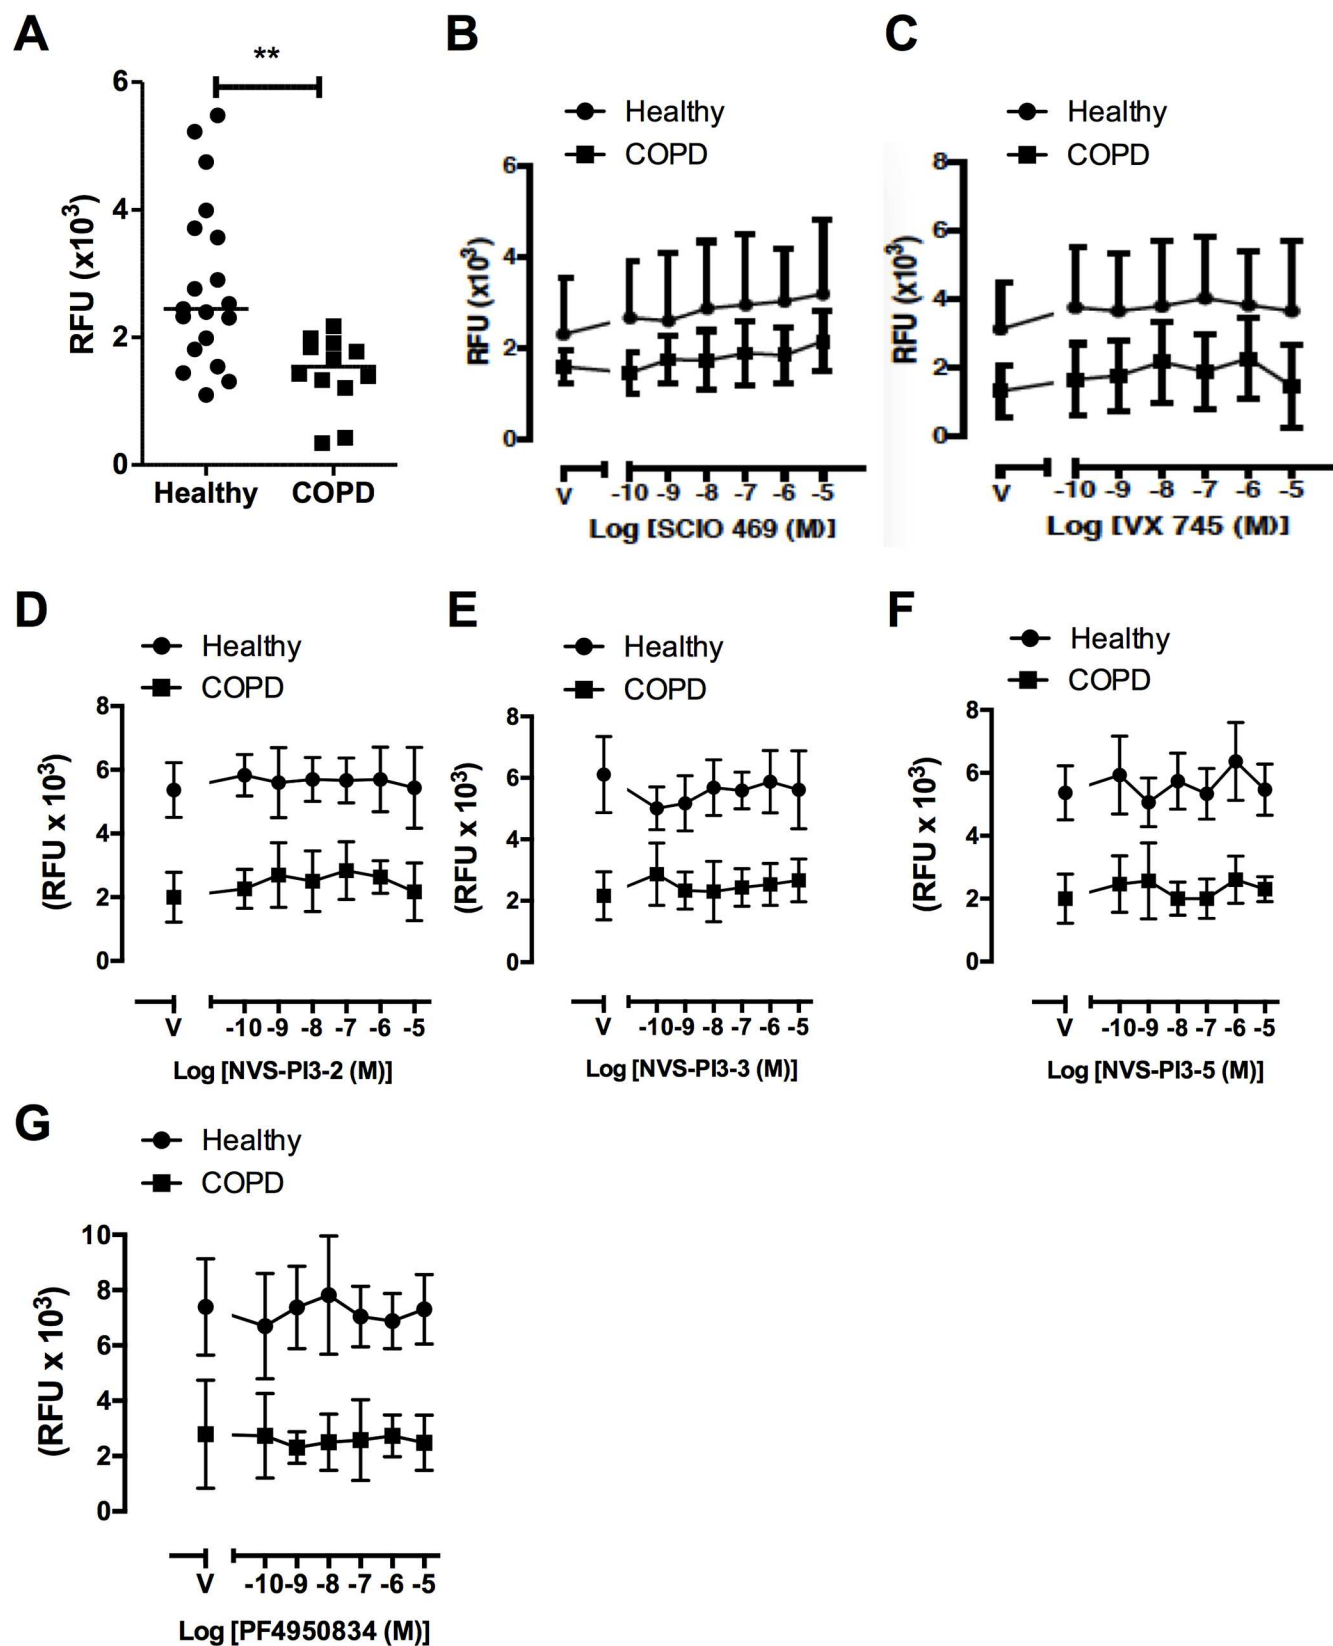 A
**
6
4
2
0
RFU (x10³)
Healthy COPD
B
Healthy
COPD
6
4
2
0
RFU (x10³)
V -10 -9 -8 -7 -6 -5
Log [SCIO 469 (M)]
C
Healthy
COPD
8
6
4
2
0
RFU (x10³)
V -10 -9 -8 -7 -6 -5
Log [VX 745 (M)]
D
Healthy
COPD
8
6
4
2
0
(RFU x 10³)
V -10 -9 -8 -7 -6 -5
Log [NVS-PI3-2 (M)]
E
Healthy
COPD
8
6
4
2
0
(RFU x 10³)
V -10 -9 -8 -7 -6 -5
Log [NVS-PI3-3 (M)]
F
Healthy
COPD
8
6
4
2
0
(RFU x 10³)
V -10 -9 -8 -7 -6 -5
Log [NVS-PI3-5 (M)]
G
Healthy
COPD
10
8
6
4
2
0
(RFU x 10³)
V -10 -9 -8 -7 -6 -5
Log [PF4950834 (M)]